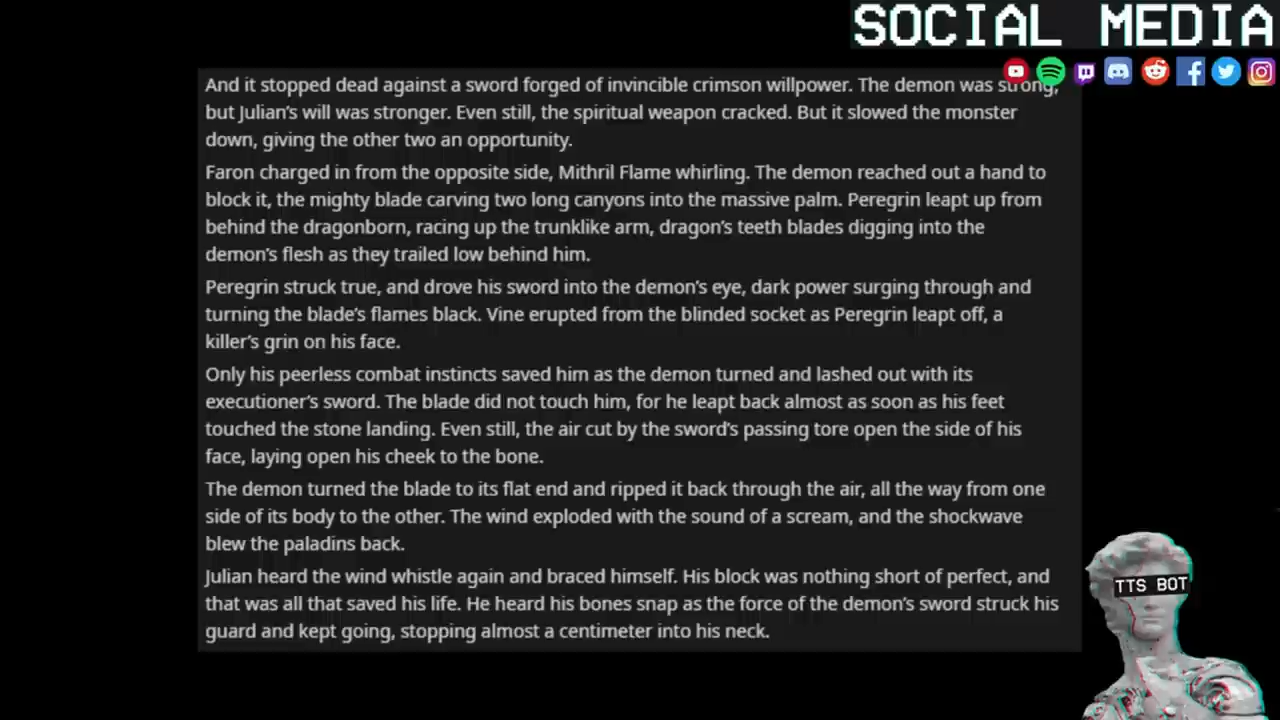 SOCIAL MEDIA
And it stopped dead against a sword forged of invincible crimson willpower. The demon was strong,
but Julian's will was stronger. Even still, the spiritual weapon cracked. But it slowed the monster
down, giving the other two an opportunity.
Faron charged in from the opposite side, Mithril Flame whirling. The demon reached out a hand to
block it, the mighty blade carving two long canyons into the massive palm. Peregrin leapt up from
behind the dragonborn, racing up the trunklike arm, dragon's teeth blades digging into the
demon's flesh as they trailed low behind him.
Peregrin struck true, and drove his sword into the demon's eye, dark power surging through and
turning the blade's flames black. Vine erupted from the blinded socket as Peregrin leapt off, a
killer's grin on his face.
Only his peerless combat instincts saved him as the demon turned and lashed out with its
executioner's sword. The blade did not touch him, for he leapt back almost as soon as his feet
touched the stone landing. Even still, the air cut by the sword's passing tore open the side of his
face, laying open his cheek to the bone.
The demon turned the blade to its flat end and ripped it back through the air, all the way from one
side of its body to the other. The wind exploded with the sound of a scream, and the shockwave
blew the paladins back.
Julian heard the wind whistle again and braced himself. His block was nothing short of perfect, and
that was all that saved his life. He heard his bones snap as the force of the demon's sword struck his
guard and kept going, stopping almost a centimeter into his neck.
TTS BOT